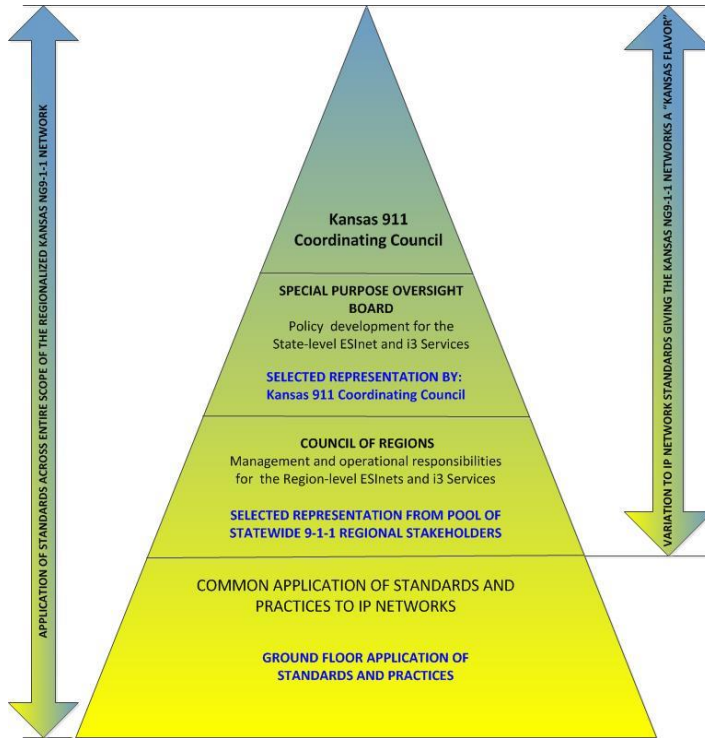 APPLICATION OF STANDARDS ACROSS ENTIRE SCOPE OF THE REGIONALIZED KANSAS NG9-1-1 NETWORK
Kansas 911
Coordinating Council
SPECIAL PURPOSE OVERSIGHT
BOARD
Policy development for the
State-level ESInet and i3 Services
SELECTED REPRESENTATION BY:
Kansas 911 Coordinating Council
COUNCIL OF REGIONS
Management and operational responsibilities
for the Region-level ESInets and i3 Services
SELECTED REPRESENTATION FROM POOL OF
STATEWIDE 9-1-1 REGIONAL STAKEHOLDERS
COMMON APPLICATION OF STANDARDS AND
PRACTICES TO IP NETWORKS
GROUND FLOOR APPLICATION OF
STANDARDS AND PRACTICES
VARIATION TO IP NETWORK STANDARDS GIVING THE KANSAS NG9-1-1 NETWORKS A “KANSAS FLAVOR”